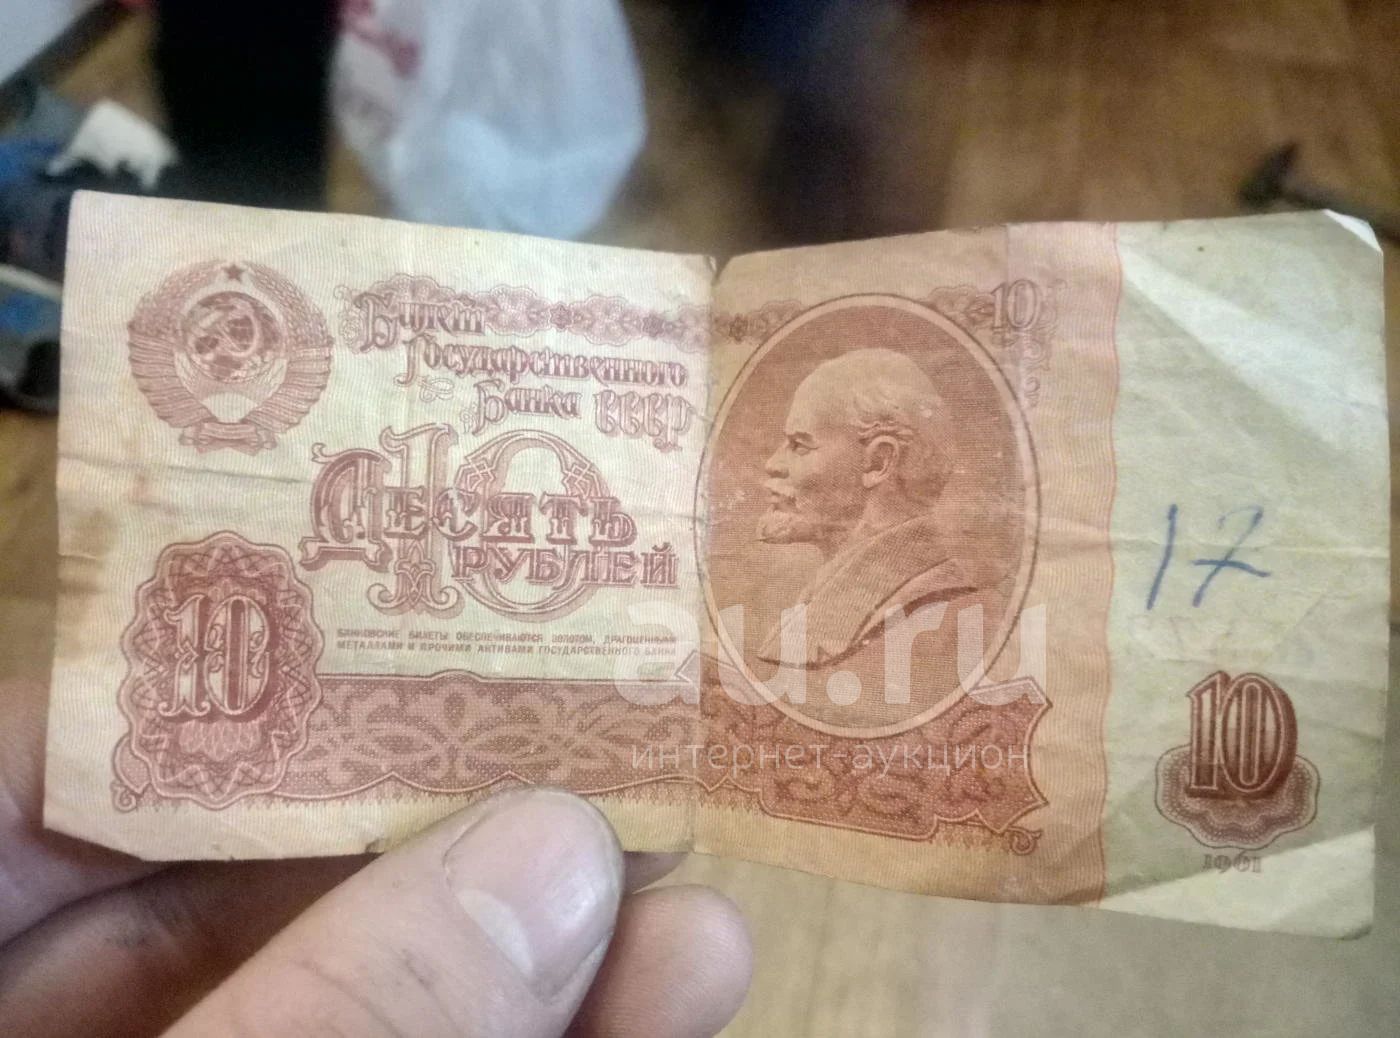 Билет
Государственного
Банка СССР
10
10
Десять
рублей
БАНКОВСКИЕ БИЛЕТЫ ОБЕСПЕЧИВАЮТСЯ ЗОЛОТОМ, ДРАГОЦЕННЫМИ
МЕТАЛЛАМИ И ПРОЧИМИ АКТИВАМИ ГОСУДАРСТВЕННОГО БАНКА
10
17
10
1961
au.ru
интернет-аукцион